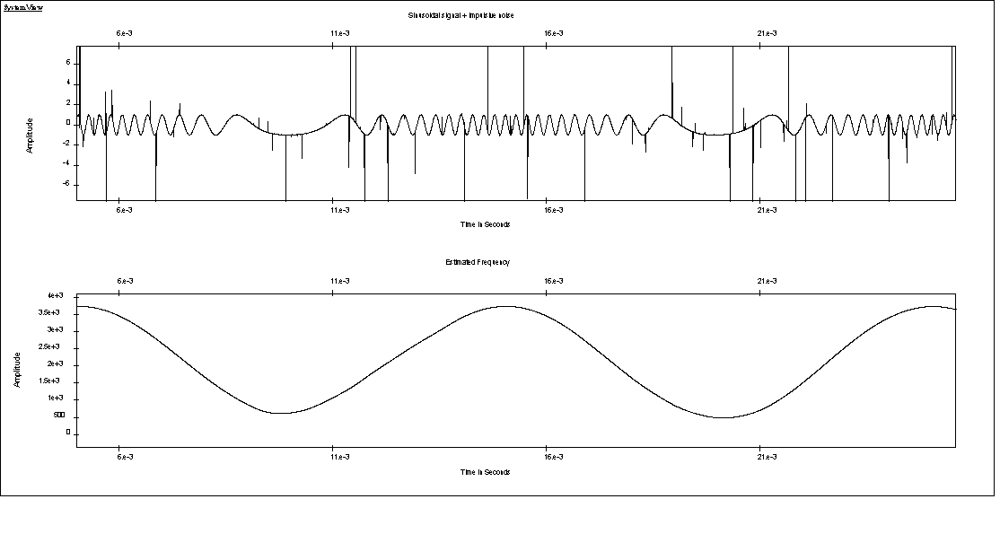 SystemView
Sinusoidal signal + impulsive noise
6.e-3 11.e-3 16.e-3 21.e-3
6
4
2
0
-2
-4
-6
Amplitude
6.e-3 11.e-3 16.e-3 21.e-3
Time in Seconds
Estimated Frequency
6.e-3 11.e-3 16.e-3 21.e-3
4e+3
3.5e+3
3e+3
2.5e+3
2e+3
1.5e+3
1e+3
500
0
Amplitude
6.e-3 11.e-3 16.e-3 21.e-3
Time in Seconds